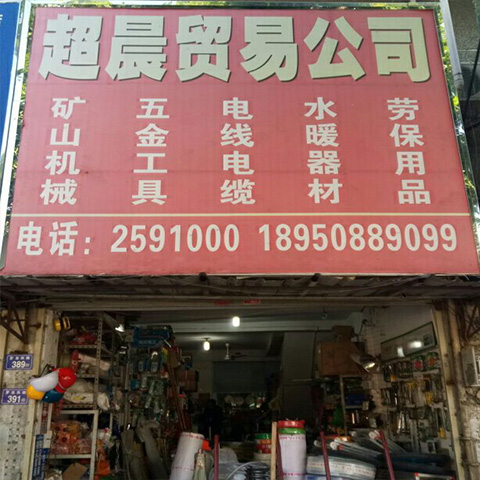 超晨贸易公司
矿山机械 五金工具 电线电缆 水暖器材 劳保用品
电话：2591000 18950889099
389
391